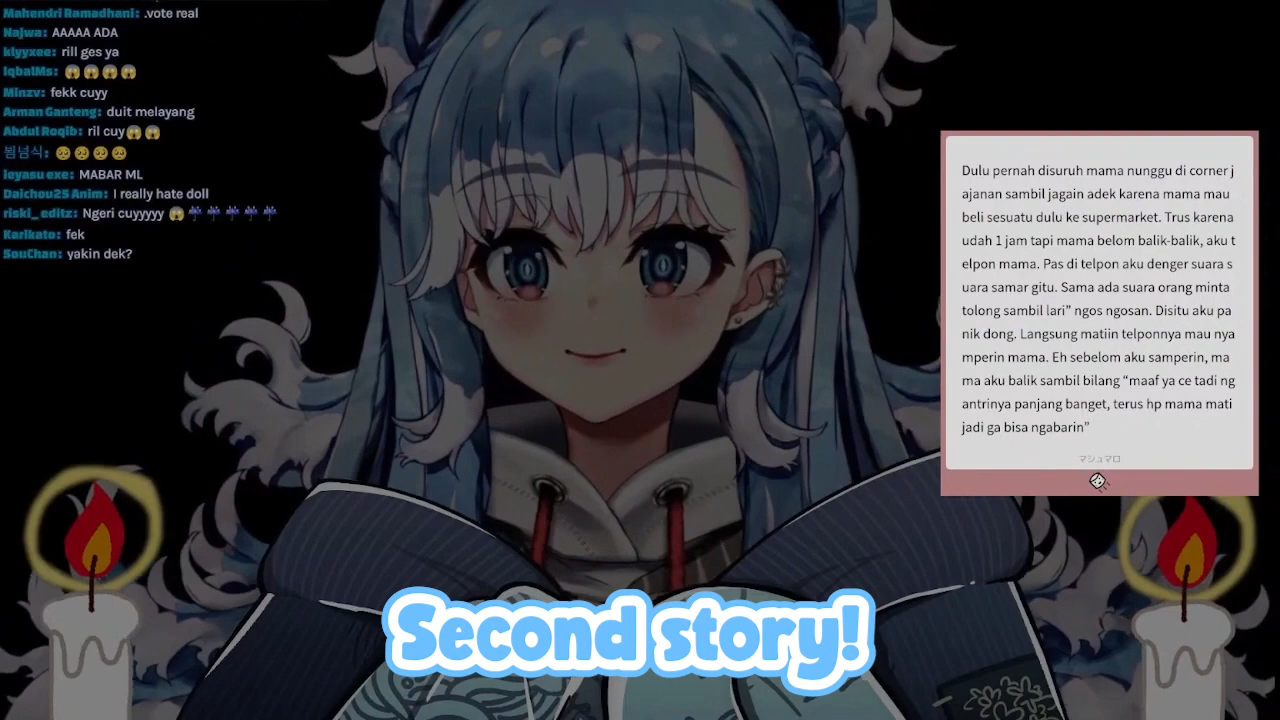 Mahendri Ramadhani: .vote real
Najwa: AAAAA ADA
klyyxee: rill ges ya
IqbalMs: 😱😱😱😱
Minzv: fekk cuyy
Arman Ganteng: duit melayang
Abdul Roqib: ril cuy😱😱
뵘넘식: 🥺🥺🥺🥺
Ieyasu exe: MABAR ML
Daichou25 Anim: I really hate doll
riski_ editz: Ngeri cuyyyyy 😱☔☔☔☔
Karikato: fek
SouChan: yakin dek?
Dulu pernah disuruh mama nunggu di corner j
ajanan sambil jagain adek karena mama mau
beli sesuatu dulu ke supermarket. Trus karena
udah 1 jam tapi mama belom balik-balik, aku t
elpon mama. Pas di telpon aku denger suara s
uara samar gitu. Sama ada suara orang minta
tolong sambil lari" ngos ngosan. Disitu aku pa
nik dong. Langsung matiin telponnya mau nya
mperin mama. Eh sebelom aku samperin, ma
ma aku balik sambil bilang “maaf ya ce tadi ng
antrinya panjang banget, terus hp mama mati
jadi ga bisa ngabarin”
マシュマロ
Second story!